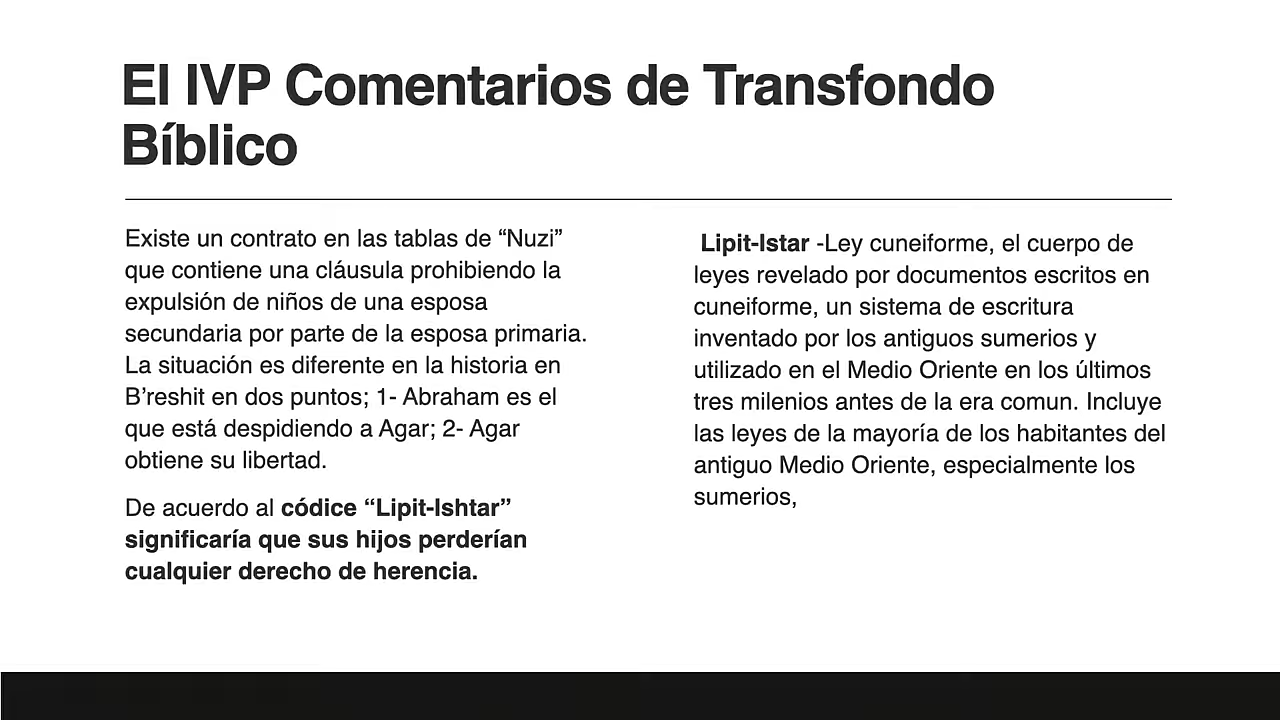 El IVP Comentarios de Transfondo
Bíblico
Existe un contrato en las tablas de “Nuzi”
que contiene una cláusula prohibiendo la
expulsión de niños de una esposa
secundaria por parte de la esposa primaria.
La situación es diferente en la historia en
B’reshit en dos puntos; 1- Abraham es el
que está despidiendo a Agar; 2- Agar
obtiene su libertad.
De acuerdo al códice “Lipit-Ishtar”
significaría que sus hijos perderían
cualquier derecho de herencia.
Lipit-Istar -Ley cuneiforme, el cuerpo de
leyes revelado por documentos escritos en
cuneiforme, un sistema de escritura
inventado por los antiguos sumerios y
utilizado en el Medio Oriente en los últimos
tres milenios antes de la era comun. Incluye
las leyes de la mayoría de los habitantes del
antiguo Medio Oriente, especialmente los
sumerios,